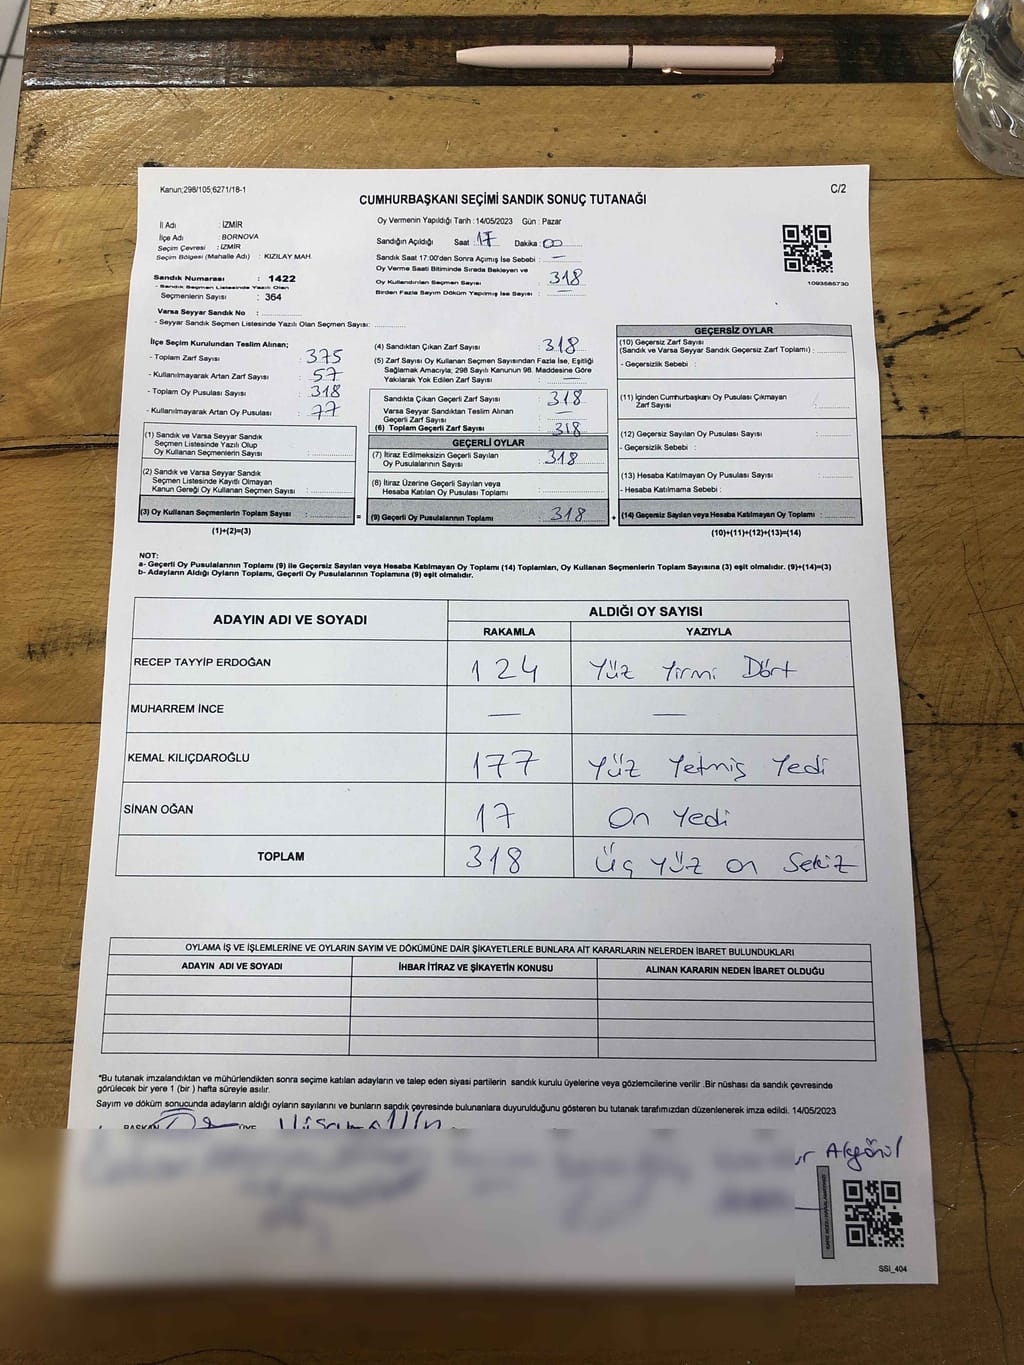 Kanun;298/105;6271/18-1
C/2
CUMHURBAŞKANI SEÇİMİ SANDIK SONUÇ TUTANAĞI
İl Adı : İZMİR
İlçe Adı : BORNOVA
Seçim Çevresi : İZMİR
Seçim Bölgesi (Mahalle Adı) : KIZILAY MAH.
Sandık Numarası : 1422
- Sandık Seçmen Listesinde Yazılı Olan
Seçmenlerin Sayısı : 364
Varsa Seyyar Sandık No :
- Seyyar Sandık Seçmen Listesinde Yazılı Olan Seçmen Sayısı:
Oy Vermenin Yapıldığı Tarih : 14/05/2023 Gün : Pazar
Sandığın Açıldığı Saat : 17 Dakika : 00
Sandık Saat 17:00'den Sonra Açımış İse Sebebi : —
Oy Verme Saati Bitiminde Sırada Bekleyen ve
Oy Kullandırılan Seçmen Sayısı : 318
Birden Fazla Sayım Döküm Yapılmış İse Sayısı : —
1093585730
İlçe Seçim Kurulundan Teslim Alınan;
- Toplam Zarf Sayısı : 375
- Kullanılmayarak Artan Zarf Sayısı : 57
- Toplam Oy Pusulası Sayısı : 318
- Kullanılmayarak Artan Oy Pusulası : 77
(1) Sandık ve Varsa Seyyar Sandık
Seçmen Listesinde Yazılı Olup
Oy Kullanan Seçmenlerin Sayısı :
(2) Sandık ve Varsa Seyyar Sandık
Seçmen Listesinde Kayıtlı Olmayan
Kanun Gereği Oy Kullanan Seçmen Sayısı :
(3) Oy Kullanan Seçmenlerin Toplam Sayısı :
(1)+(2)=(3)
(4) Sandıktan Çıkan Zarf Sayısı : 318
(5) Zarf Sayısı Oy Kullanan Seçmen Sayısından Fazla İse, Eşitliği
Sağlamak Amacıyla, 298 Sayılı Kanunun 98. Maddesine Göre
Yakılarak Yok Edilen Zarf Sayısı : —
Sandıkta Çıkan Geçerli Zarf Sayısı : 318
Varsa Seyyar Sandıktan Teslim Alınan
Geçerli Zarf Sayısı : —
(6) Toplam Geçerli Zarf Sayısı : 318
GEÇERLİ OYLAR
(7) İtiraz Edilmeksizin Geçerli Sayılan
Oy Pusulalarının Sayısı : 318
(8) İtiraz Üzerine Geçerli Sayılan veya
Hesaba Katılan Oy Pusulası Toplamı :
= (9) Geçerli Oy Pusulalarının Toplamı : 318 +
GEÇERSİZ OYLAR
(10) Geçersiz Zarf Sayısı
(Sandık ve Varsa Seyyar Sandık Geçersiz Zarf Toplamı) :
- Geçersizlik Sebebi :
(11) İçinden Cumhurbaşkanı Oy Pusulası Çıkmayan
Zarf Sayısı :
(12) Geçersiz Sayılan Oy Pusulası Sayısı :
- Geçersizlik Sebebi :
(13) Hesaba Katılmayan Oy Pusulası Sayısı :
- Hesaba Katılmama Sebebi :
(14) Geçersiz Sayılan veya Hesaba Katılmayan Oy Toplamı :
(10)+(11)+(12)+(13)=(14)
NOT:
a- Geçerli Oy Pusulalarının Toplamı (9) ile Geçersiz Sayılan veya Hesaba Katılmayan Oy Toplamı (14) Toplamları, Oy Kullanan Seçmenlerin Toplam Sayısına (3) eşit olmalıdır. (9)+(14)=(3)
b- Adayların Aldığı Oyların Toplamı, Geçerli Oy Pusulalarının Toplamına (9) eşit olmalıdır.
ADAYIN ADI VE SOYADI ALDIĞI OY SAYISI
RAKAMLA YAZIYLA
RECEP TAYYİP ERDOĞAN 124 Yüz Yirmi Dört
MUHARREM İNCE — —
KEMAL KILIÇDAROĞLU 177 Yüz Yetmiş Yedi
SİNAN OĞAN 17 On Yedi
TOPLAM 318 Üç Yüz on Sekiz
OYLAMA İŞ VE İŞLEMLERİNE VE OYLARIN SAYIM VE DÖKÜMÜNE DAİR ŞİKAYETLERLE BUNLARA AİT KARARLARIN NELERDEN İBARET BULUNDUKLARI
ADAYIN ADI VE SOYADI İHBAR İTİRAZ VE ŞİKAYETİN KONUSU ALINAN KARARIN NEDEN İBARET OLDUĞU
*Bu tutanak imzalandıktan ve mühürlendikten sonra seçime katılan adayların ve talep eden siyasi partilerin sandık kurulu üyelerine veya gözlemcilerine verilir .Bir nüshası da sandık çevresinde
görülecek bir yere 1 (bir ) hafta süreyle asılır.
Sayım ve döküm sonucunda adayların aldığı oyların sayılarını ve bunların sandık çevresinde bulunanlara duyurulduğunu gösteren bu tutanak tarafımızdan düzenlenerek imza edildi. 14/05/2023
BAŞKAN ÜYE
Akgönül
SSI_404